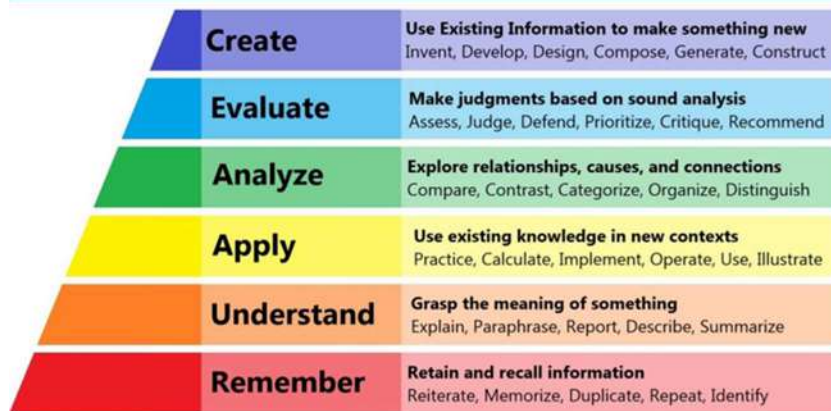 Create
Use Existing Information to make something new
Invent, Develop, Design, Compose, Generate, Construct
Evaluate
Make judgments based on sound analysis
Assess, Judge, Defend, Prioritize, Critique, Recommend
Analyze
Explore relationships, causes, and connections
Compare, Contrast, Categorize, Organize, Distinguish
Apply
Use existing knowledge in new contexts
Practice, Calculate, Implement, Operate, Use, Illustrate
Understand
Grasp the meaning of something
Explain, Paraphrase, Report, Describe, Summarize
Remember
Retain and recall information
Reiterate, Memorize, Duplicate, Repeat, Identify